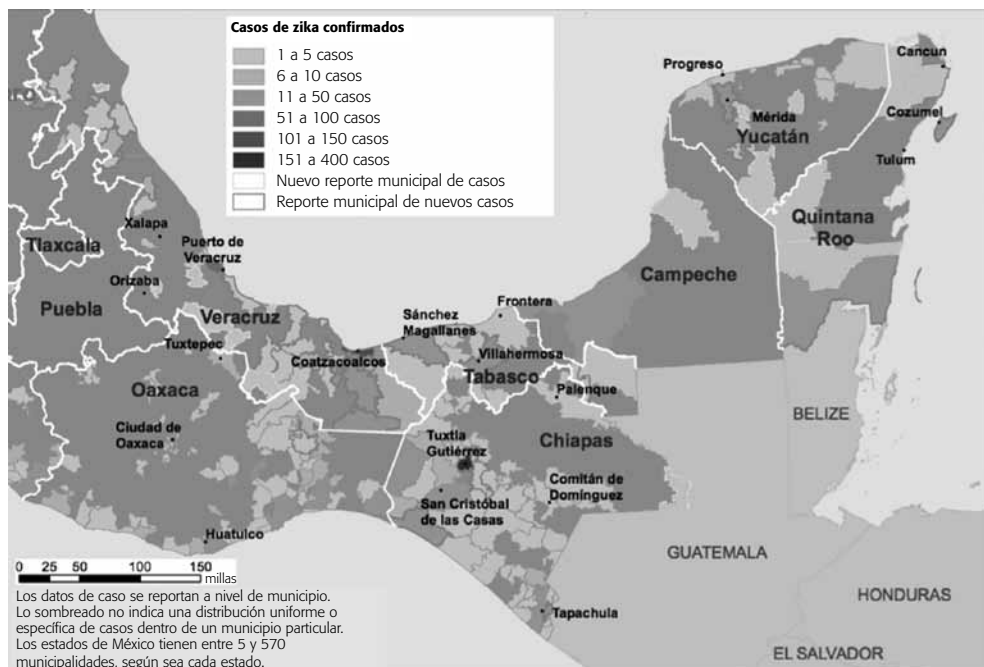 Casos de zika confirmados
1 a 5 casos
6 a 10 casos
11 a 50 casos
51 a 100 casos
101 a 150 casos
151 a 400 casos
Nuevo reporte municipal de casos
Reporte municipal de nuevos casos
Cancun
Progreso
Mérida
Yucatán
Cozumel
Tulum
Quintana
Roo
Campeche
Xalapa
Tlaxcala
Puerto de
Veracruz
Orizaba
Puebla
Veracruz
Tuxtepec
Sánchez
Magallanes
Frontera
Coatzacoalcos
Villahermosa
Tabasco
Palenque
Oaxaca
Ciudad de
Oaxaca
Tuxtla
Gutiérrez
Chiapas
Comitán de
Domínguez
San Cristóbal
de las Casas
Huatulco
Tapachula
BELIZE
GUATEMALA
HONDURAS
EL SALVADOR
0 25 50 100 150
millas
Los datos de caso se reportan a nivel de municipio.
Lo sombreado no indica una distribución uniforme o
específica de casos dentro de un municipio particular.
Los estados de México tienen entre 5 y 570
municipalidades, según sea cada estado.